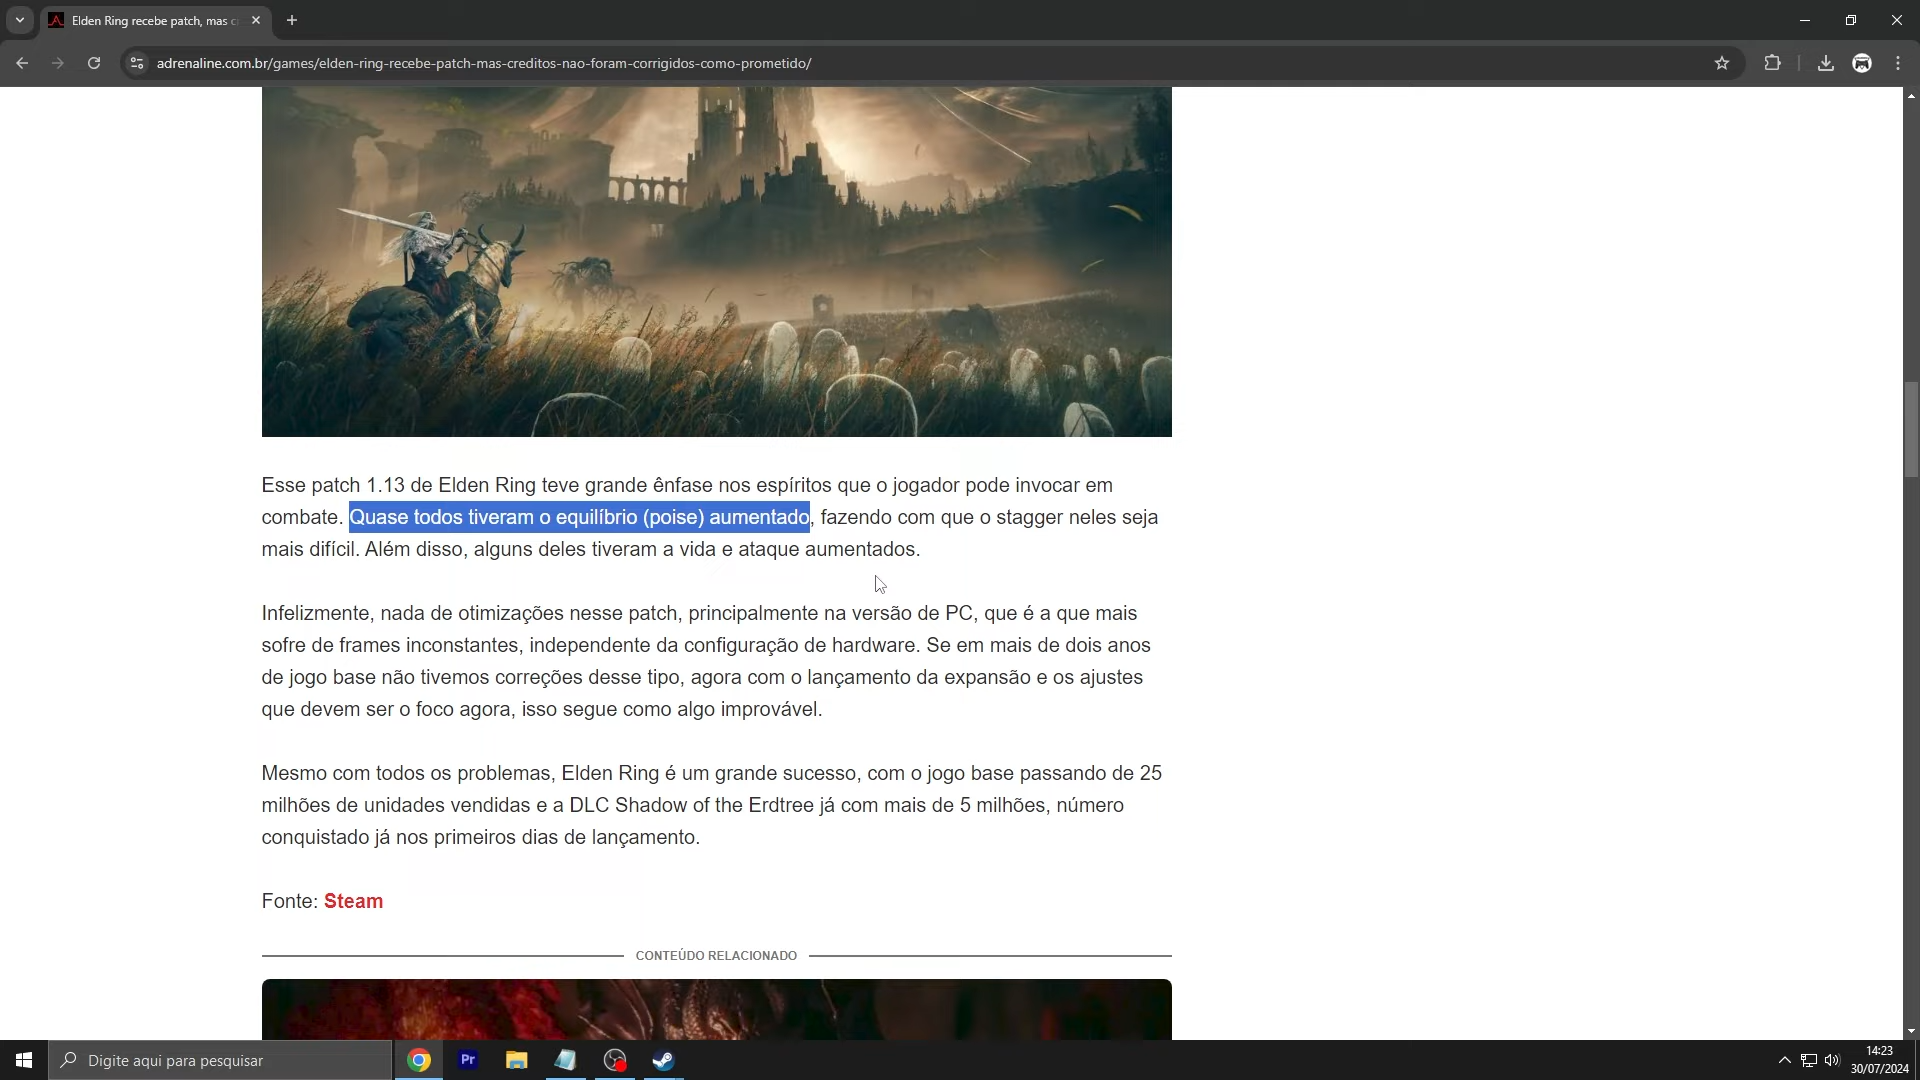 Elden Ring recebe patch, mas c
adrenaline.com.br/games/elden-ring-recebe-patch-mas-creditos-nao-foram-corrigidos-como-prometido/
Esse patch 1.13 de Elden Ring teve grande ênfase nos espíritos que o jogador pode invocar em
combate. Quase todos tiveram o equilíbrio (poise) aumentado, fazendo com que o stagger neles seja
mais difícil. Além disso, alguns deles tiveram a vida e ataque aumentados.
Infelizmente, nada de otimizações nesse patch, principalmente na versão de PC, que é a que mais
sofre de frames inconstantes, independente da configuração de hardware. Se em mais de dois anos
de jogo base não tivemos correções desse tipo, agora com o lançamento da expansão e os ajustes
que devem ser o foco agora, isso segue como algo improvável.
Mesmo com todos os problemas, Elden Ring é um grande sucesso, com o jogo base passando de 25
milhões de unidades vendidas e a DLC Shadow of the Erdtree já com mais de 5 milhões, número
conquistado já nos primeiros dias de lançamento.
Fonte: Steam
CONTEÚDO RELACIONADO
Digite aqui para pesquisar
Pr
14:23
30/07/2024